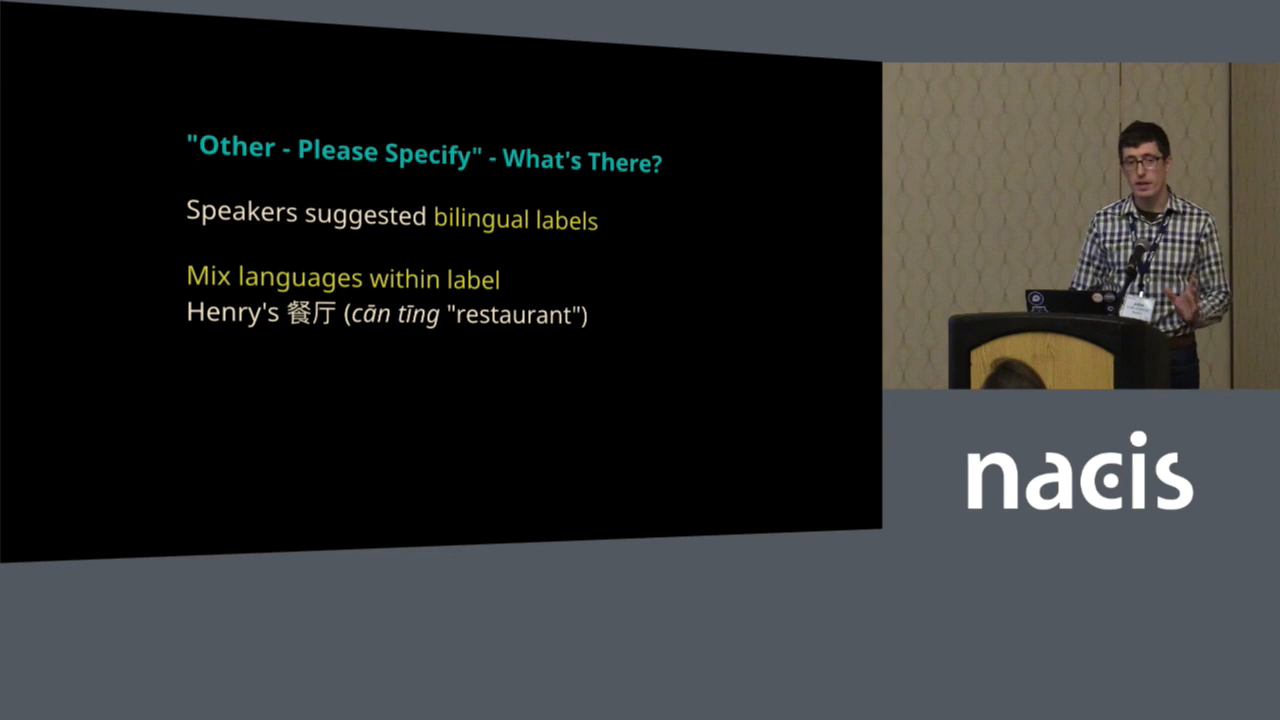 "Other - Please Specify" - What's There?
Speakers suggested bilingual labels
Mix languages within label
Henry's 餐厅 (cān tīng "restaurant")
nacis